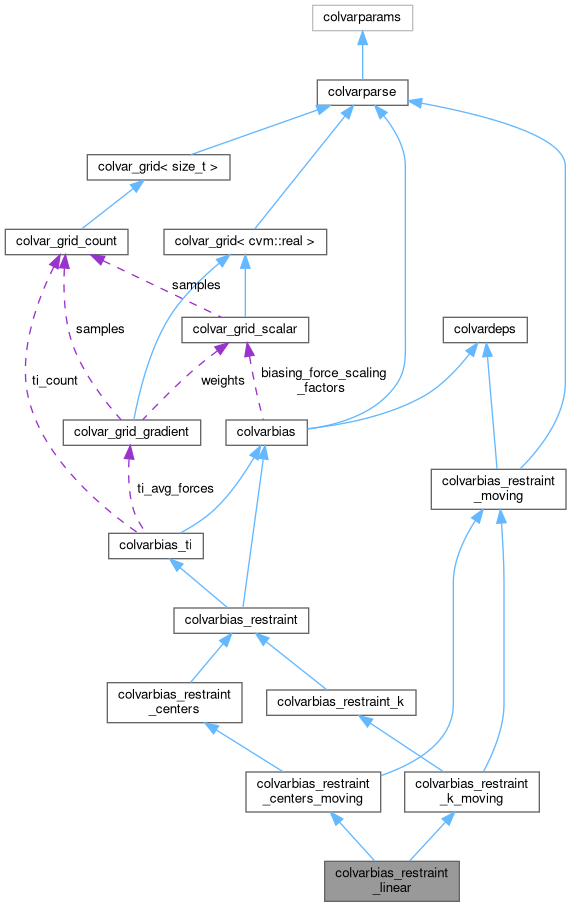 colvarparams
colvarparse
colvar_grid< size_t >
colvar_grid_count
colvar_grid< cvm::real >
samples
colvar_grid_scalar
colvardeps
samples
ti_count
weights
biasing_force_scaling
_factors
colvar_grid_gradient
colvarbias
colvarbias_restraint
_moving
ti_avg_forces
colvarbias_ti
colvarbias_restraint
colvarbias_restraint
_centers
colvarbias_restraint_k
colvarbias_restraint
_centers_moving
colvarbias_restraint
_k_moving
colvarbias_restraint
_linear